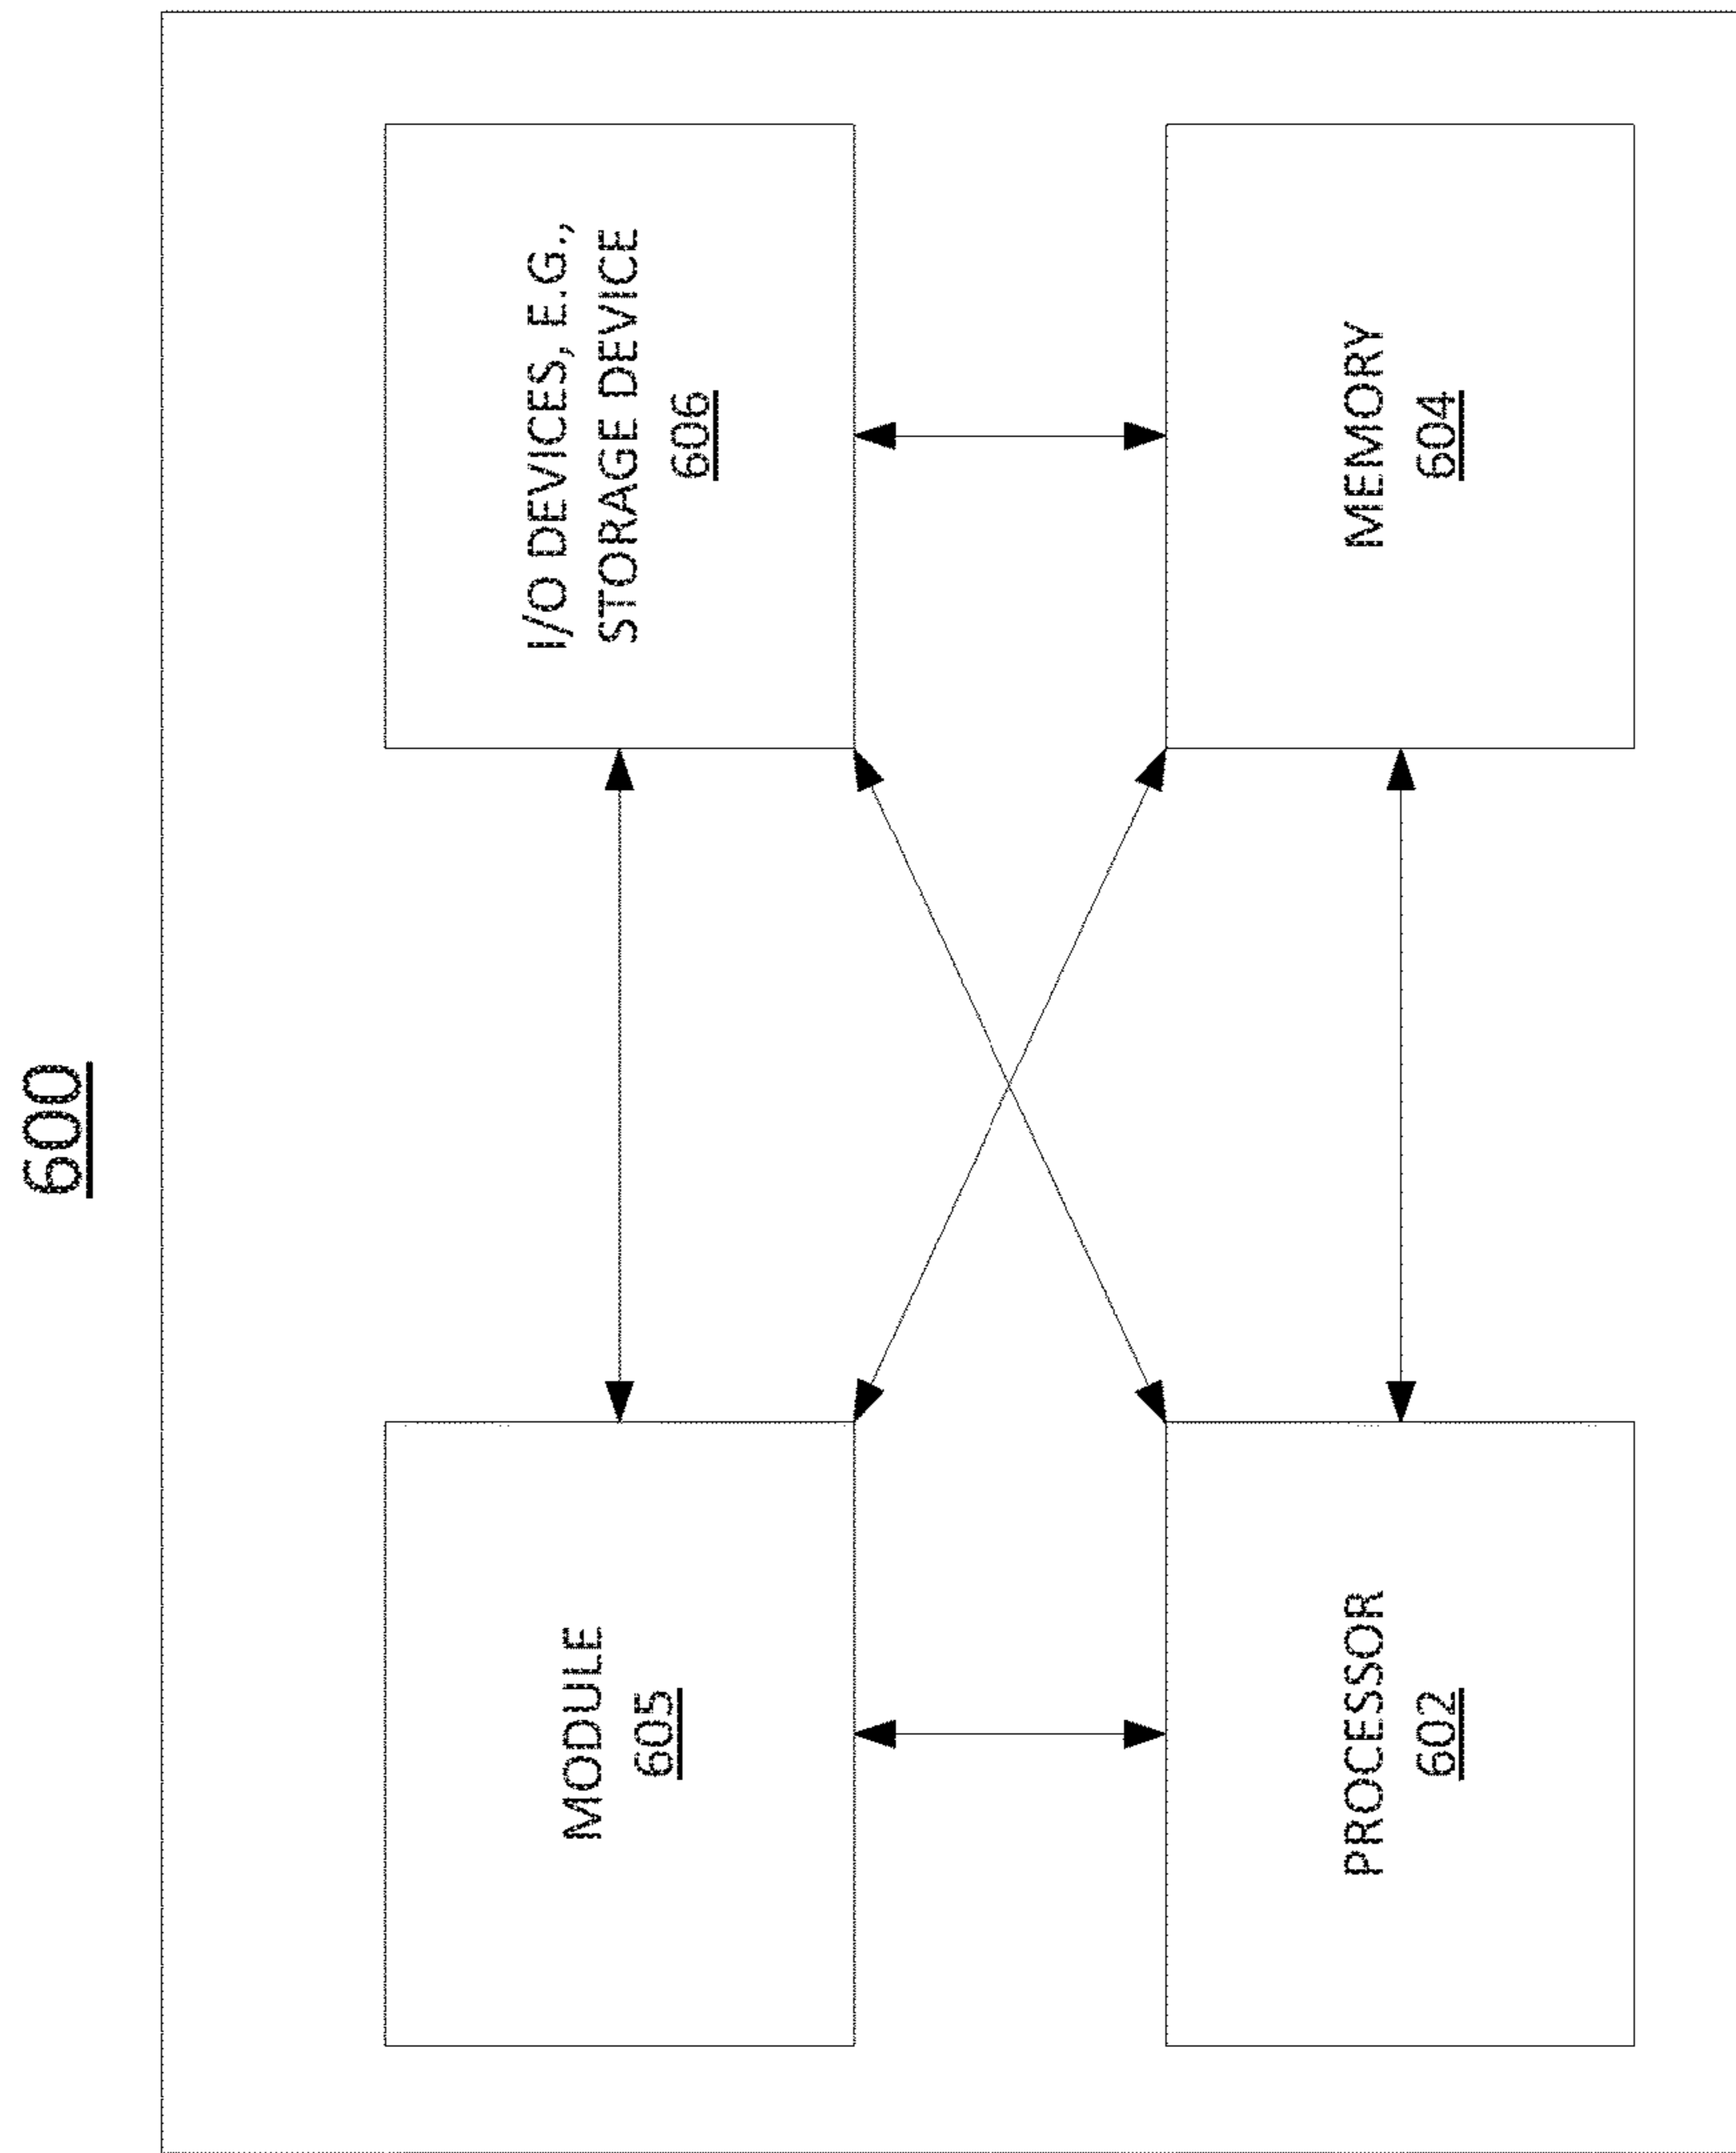 600
MODULE
605
I/O DEVICES, E.G.,
STORAGE DEVICE
606
PROCESSOR
602
MEMORY
604